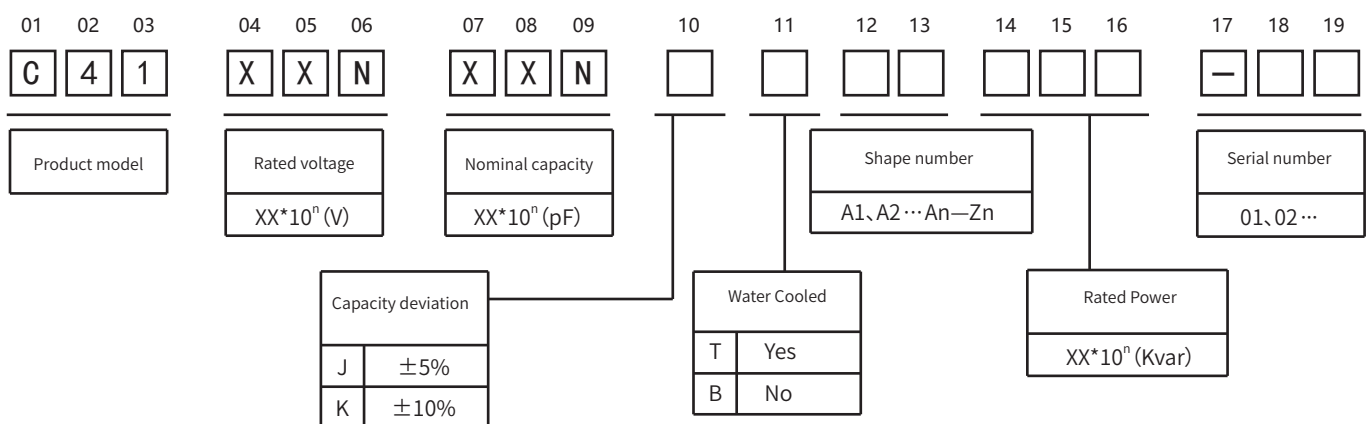 01 02 03 04 05 06 07 08 09 10 11 12 13 14 15 16 17 18 19
C 4 1 X X N X X N —
Product model Rated voltage Nominal capacity Shape number Serial number
XX*10ⁿ (V) XX*10ⁿ (pF) A1、A2…An—Zn 01、02…
Capacity deviation Water Cooled Rated Power
J ±5% T Yes XX*10ⁿ (Kvar)
K ±10% B No